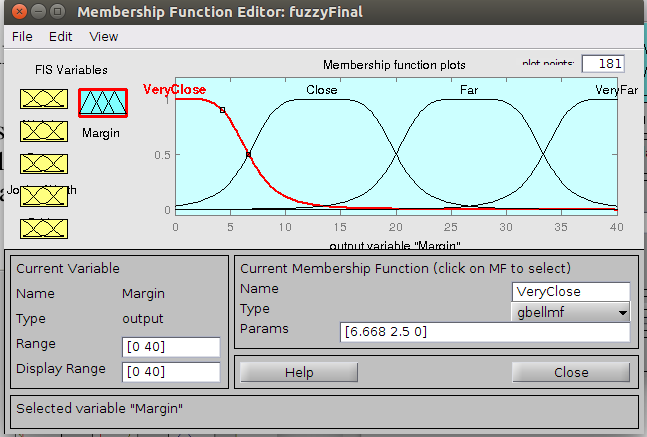 Membership Function Editor: fuzzyFinal
File Edit View
FIS Variables
Margin
Membership function plots
plot points:
181
VeryClose
Close
Far
VeryFar
1
0.5
0
0 5 10 15 20 25 30 35 40
output variable "Margin"
Current Variable
Name Margin
Type output
Range [0 40]
Display Range [0 40]
Current Membership Function (click on MF to select)
Name VeryClose
Type gbellmf
Params [6.668 2.5 0]
Help
Close
Selected variable "Margin"